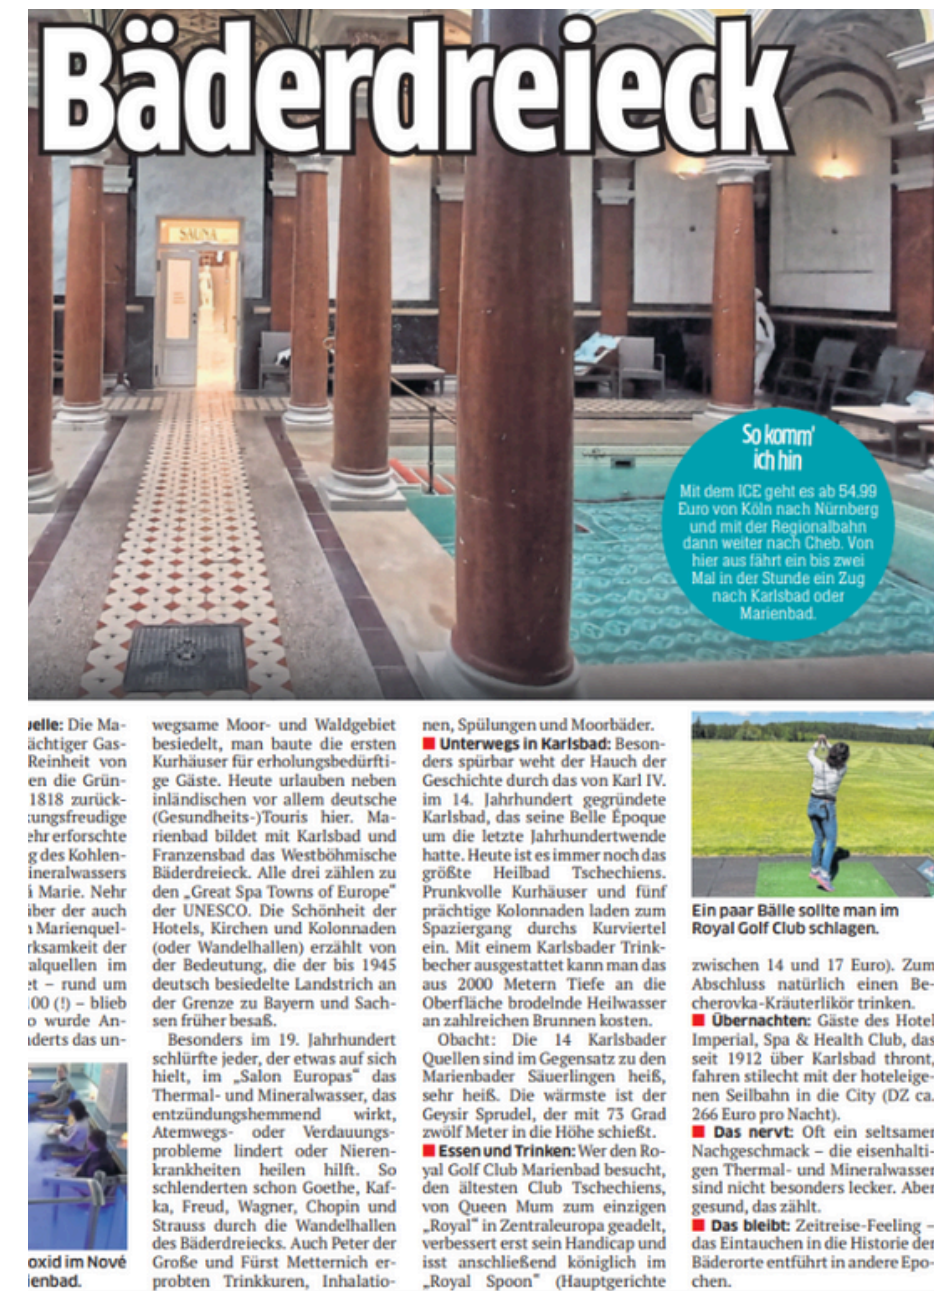 Bäderdreieck
SAUNA
So komm'
ich hin
Mit dem ICE geht es ab 54,99
Euro von Köln nach Nürnberg
und mit der Regionalbahn
dann weiter nach Cheb. Von
hier aus fährt ein bis zwei
Mal in der Stunde ein Zug
nach Karlsbad oder
Marienbad.
elle: Die Ma-
ächtiger Gas-
Reinheit von
en die Grün-
1818 zurück-
ungsfreudige
ehr erforschte
g des Kohlen-
ineralwassers
Marie. Nehr
über der auch
Marienquel-
rksamkeit der
alquellen im
et – rund um
100 (!) – blieb
o wurde An-
derts das un-
oxid im Nové
ienbad.
wegsame Moor- und Waldgebiet
besiedelt, man baute die ersten
Kurhäuser für erholungsbedürfti-
ge Gäste. Heute urlauben neben
inländischen vor allem deutsche
(Gesundheits-)Touris hier. Ma-
rienbad bildet mit Karlsbad und
Franzensbad das Westböhmische
Bäderdreieck. Alle drei zählen zu
den „Great Spa Towns of Europe“
der UNESCO. Die Schönheit der
Hotels, Kirchen und Kolonnaden
(oder Wandelhallen) erzählt von
der Bedeutung, die der bis 1945
deutsch besiedelte Landstrich an
der Grenze zu Bayern und Sach-
sen früher besaß.
Besonders im 19. Jahrhundert
schlürfte jeder, der etwas auf sich
hielt, im „Salon Europas“ das
Thermal- und Mineralwasser, das
entzündungshemmend wirkt,
Atemwegs- oder Verdauungs-
probleme lindert oder Nieren-
krankheiten heilen hilft. So
schlenderten schon Goethe, Kaf-
ka, Freud, Wagner, Chopin und
Strauss durch die Wandelhallen
des Bäderdreiecks. Auch Peter der
Große und Fürst Metternich er-
probten Trinkkuren, Inhalatio-
nen, Spülungen und Moorbäder.
Unterwegs in Karlsbad: Beson-
ders spürbar weht der Hauch der
Geschichte durch das von Karl IV.
im 14. Jahrhundert gegründete
Karlsbad, das seine Belle Époque
um die letzte Jahrhundertwende
hatte. Heute ist es immer noch das
größte Heilbad Tschechiens.
Prunkvolle Kurhäuser und fünf
prächtige Kolonnaden laden zum
Spaziergang durchs Kurviertel
ein. Mit einem Karlsbader Trink-
becher ausgestattet kann man das
aus 2000 Metern Tiefe an die
Oberfläche brodelnde Heilwasser
an zahlreichen Brunnen kosten.
Obacht: Die 14 Karlsbader
Quellen sind im Gegensatz zu den
Marienbader Säuerlingen heiß,
sehr heiß. Die wärmste ist der
Geysir Sprudel, der mit 73 Grad
zwölf Meter in die Höhe schießt.
Essen und Trinken: Wer den Ro-
yal Golf Club Marienbad besucht,
den ältesten Club Tschechiens,
von Queen Mum zum einzigen
„Royal“ in Zentraleuropa geadelt,
verbessert erst sein Handicap und
isst anschließend königlich im
„Royal Spoon“ (Hauptgerichte
Ein paar Bälle sollte man im
Royal Golf Club schlagen.
zwischen 14 und 17 Euro). Zum
Abschluss natürlich einen Be-
cherovka-Kräuterlikör trinken.
Übernachten: Gäste des Hotel
Imperial, Spa & Health Club, das
seit 1912 über Karlsbad thront,
fahren stilecht mit der hoteleige-
nen Seilbahn in die City (DZ ca.
266 Euro pro Nacht).
Das nervt: Oft ein seltsamer
Nachgeschmack – die eisenhalti-
gen Thermal- und Mineralwasser
sind nicht besonders lecker. Aber
gesund, das zählt.
Das bleibt: Zeitreise-Feeling –
das Eintauchen in die Historie der
Bäderorte entführt in andere Epo-
chen.